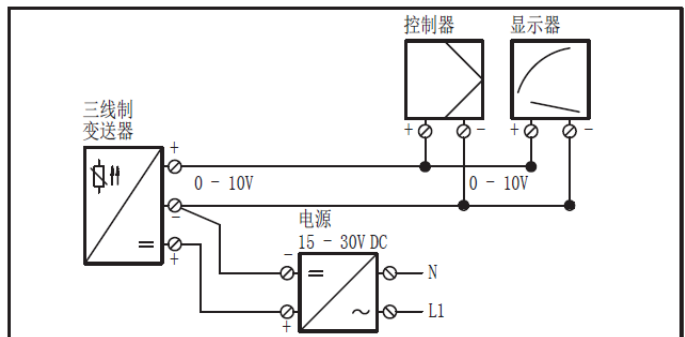 控制器
显示器
三线制
变送器
+
+ -
+ -
0 - 10V
0 - 10V
-
+
电源
15 - 30V DC
-
+
N
L1